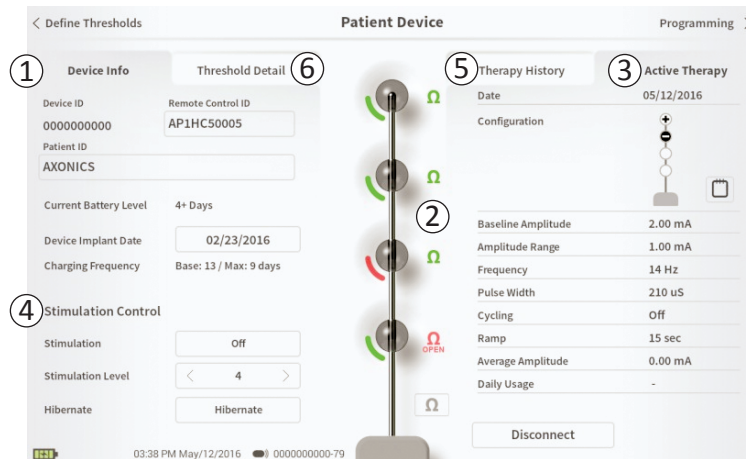 < Define Thresholds
Patient Device
Programming
1 Device Info
Threshold Detail 6
5 Therapy History
3 Active Therapy
Device ID
Remote Control ID
0000000000
AP1HC50005
Patient ID
AXONICS
Current Battery Level 4+ Days
Device Implant Date 02/23/2016
Charging Frequency Base: 13 / Max: 9 days
4 Stimulation Control
Stimulation Off
Stimulation Level < 4 >
Hibernate Hibernate
03:38 PM May/12/2016 0000000000-79
Ω
Ω
2
Ω
Ω
OPEN
Ω
Date 05/12/2016
Configuration
+
-
Baseline Amplitude 2.00 mA
Amplitude Range 1.00 mA
Frequency 14 Hz
Pulse Width 210 uS
Cycling Off
Ramp 15 sec
Average Amplitude 0.00 mA
Daily Usage -
Disconnect